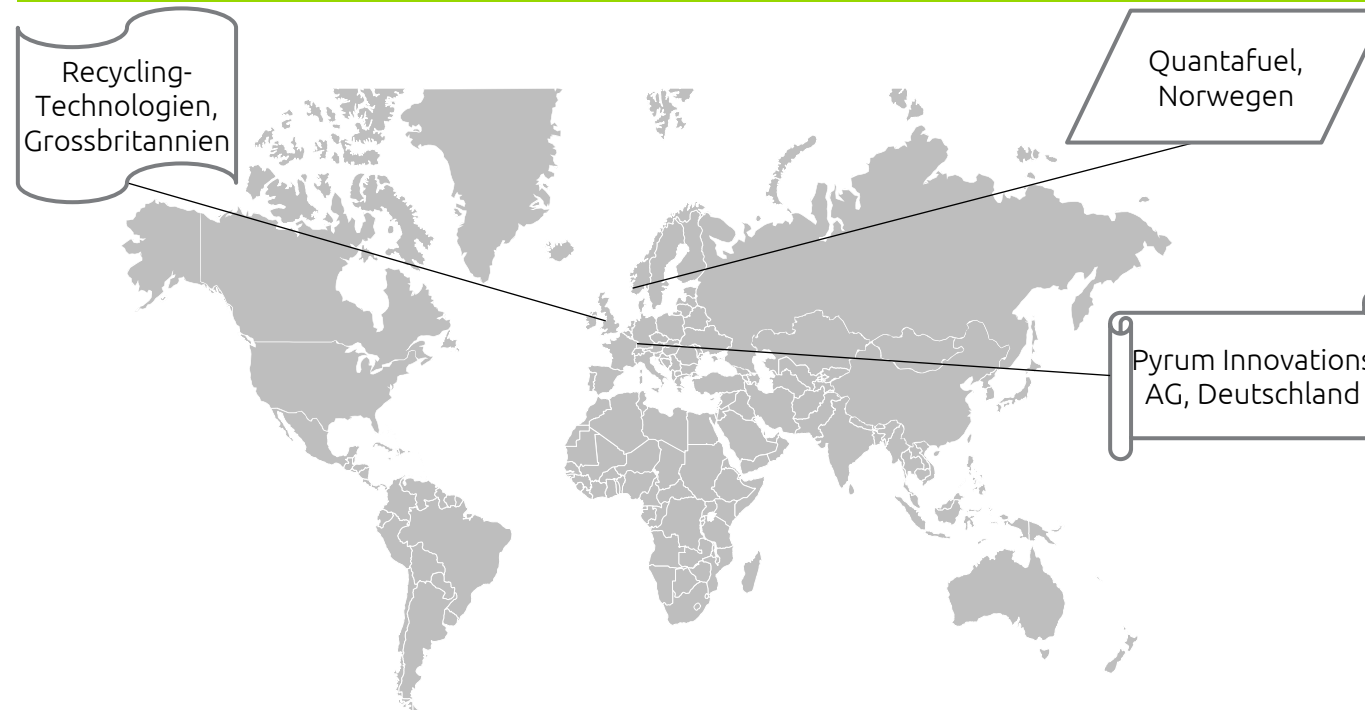 Recycling-
Technologien,
Grossbritannien
Quantafuel,
Norwegen
Pyrum Innovations
AG, Deutschland